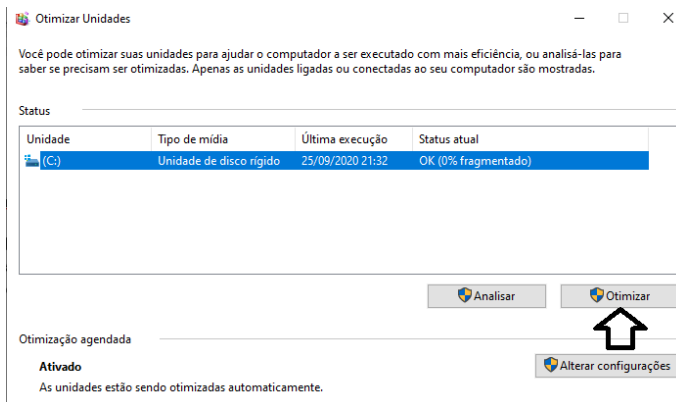 Otimizar Unidades
Você pode otimizar suas unidades para ajudar o computador a ser executado com mais eficiência, ou analisá-las para
saber se precisam ser otimizadas. Apenas as unidades ligadas ou conectadas ao seu computador são mostradas.
Status
Unidade Tipo de mídia Última execução Status atual
(C:) Unidade de disco rígido 25/09/2020 21:32 OK (0% fragmentado)
Analisar Otimizar
Otimização agendada
Ativado Alterar configurações
As unidades estão sendo otimizadas automaticamente.